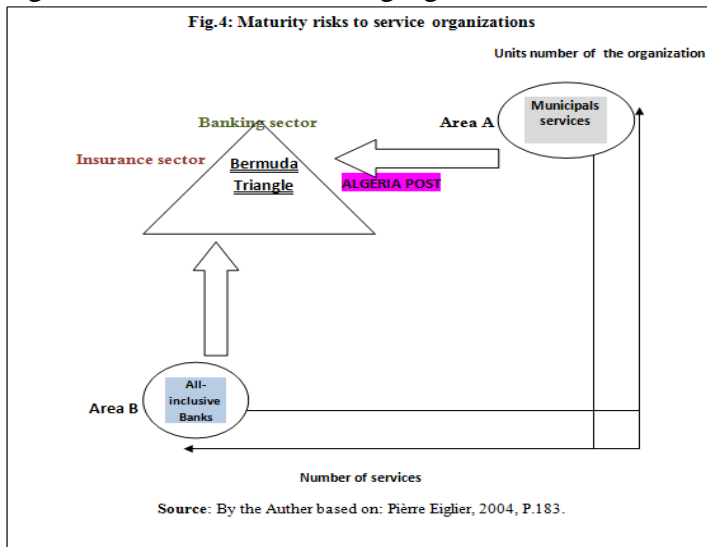 Fig.4: Maturity risks to service organizations
Units number of the organization
Municipals
services
Banking sector
Area A
Insurance sector
Bermuda
Triangle
ALGERIA POST
All-
inclusive
Banks
Area B
Number of services
Source: By the Auther based on: Pièrre Eiglier, 2004, P.183.